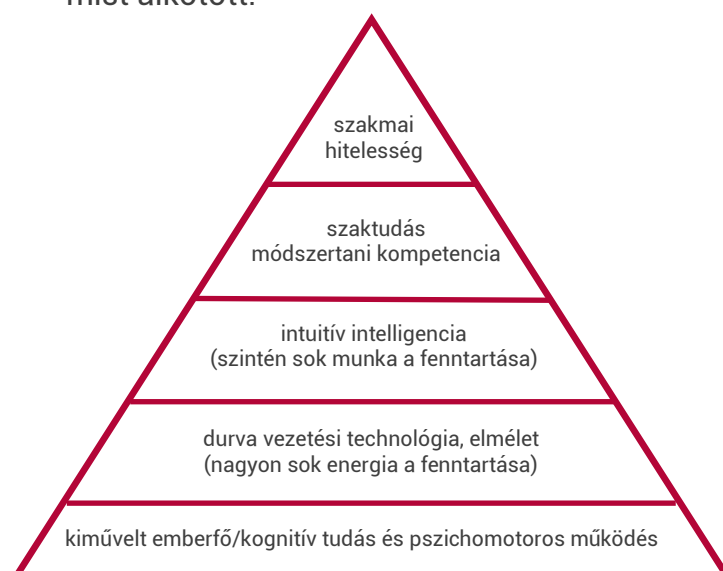 szakmai
hitelesség
szaktudás
módszertani kompetencia
intuitív intelligencia
(szintén sok munka a fenntartása)
durva vezetési technológia, elmélet
(nagyon sok energia a fenntartása)
kiművelt emberfő/kognitív tudás és pszichomotoros működés